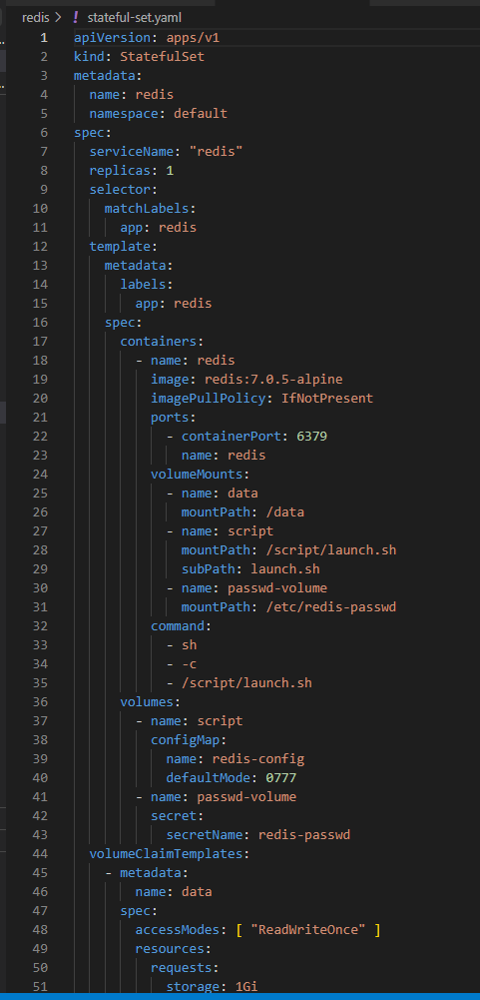 redis > ! stateful-set.yaml
1 apiVersion: apps/v1
2 kind: StatefulSet
3 metadata:
4   name: redis
5   namespace: default
6 spec:
7   serviceName: "redis"
8   replicas: 1
9   selector:
10     matchLabels:
11       app: redis
12   template:
13     metadata:
14       labels:
15         app: redis
16     spec:
17       containers:
18         - name: redis
19           image: redis:7.0.5-alpine
20           imagePullPolicy: IfNotPresent
21           ports:
22             - containerPort: 6379
23               name: redis
24           volumeMounts:
25             - name: data
26               mountPath: /data
27             - name: script
28               mountPath: /script/launch.sh
29               subPath: launch.sh
30             - name: passwd-volume
31               mountPath: /etc/redis-passwd
32           command:
33             - sh
34             - -c
35             - /script/launch.sh
36       volumes:
37         - name: script
38           configMap:
39             name: redis-config
40             defaultMode: 0777
41         - name: passwd-volume
42           secret:
43             secretName: redis-passwd
44   volumeClaimTemplates:
45     - metadata:
46         name: data
47       spec:
48         accessModes: [ "ReadWriteOnce" ]
49         resources:
50           requests:
51             storage: 1Gi